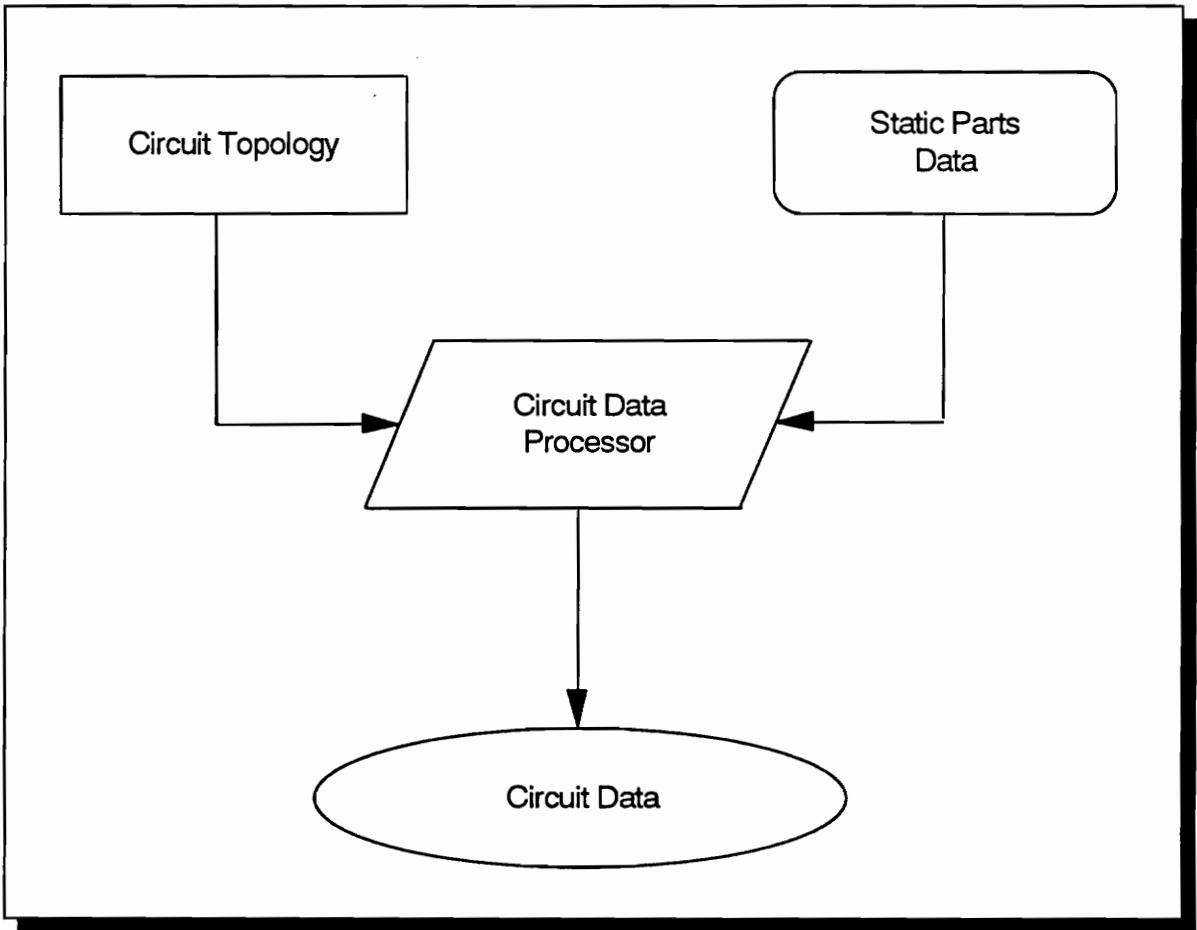 Circuit Topology
Static Parts
Data
Circuit Data
Processor
Circuit Data